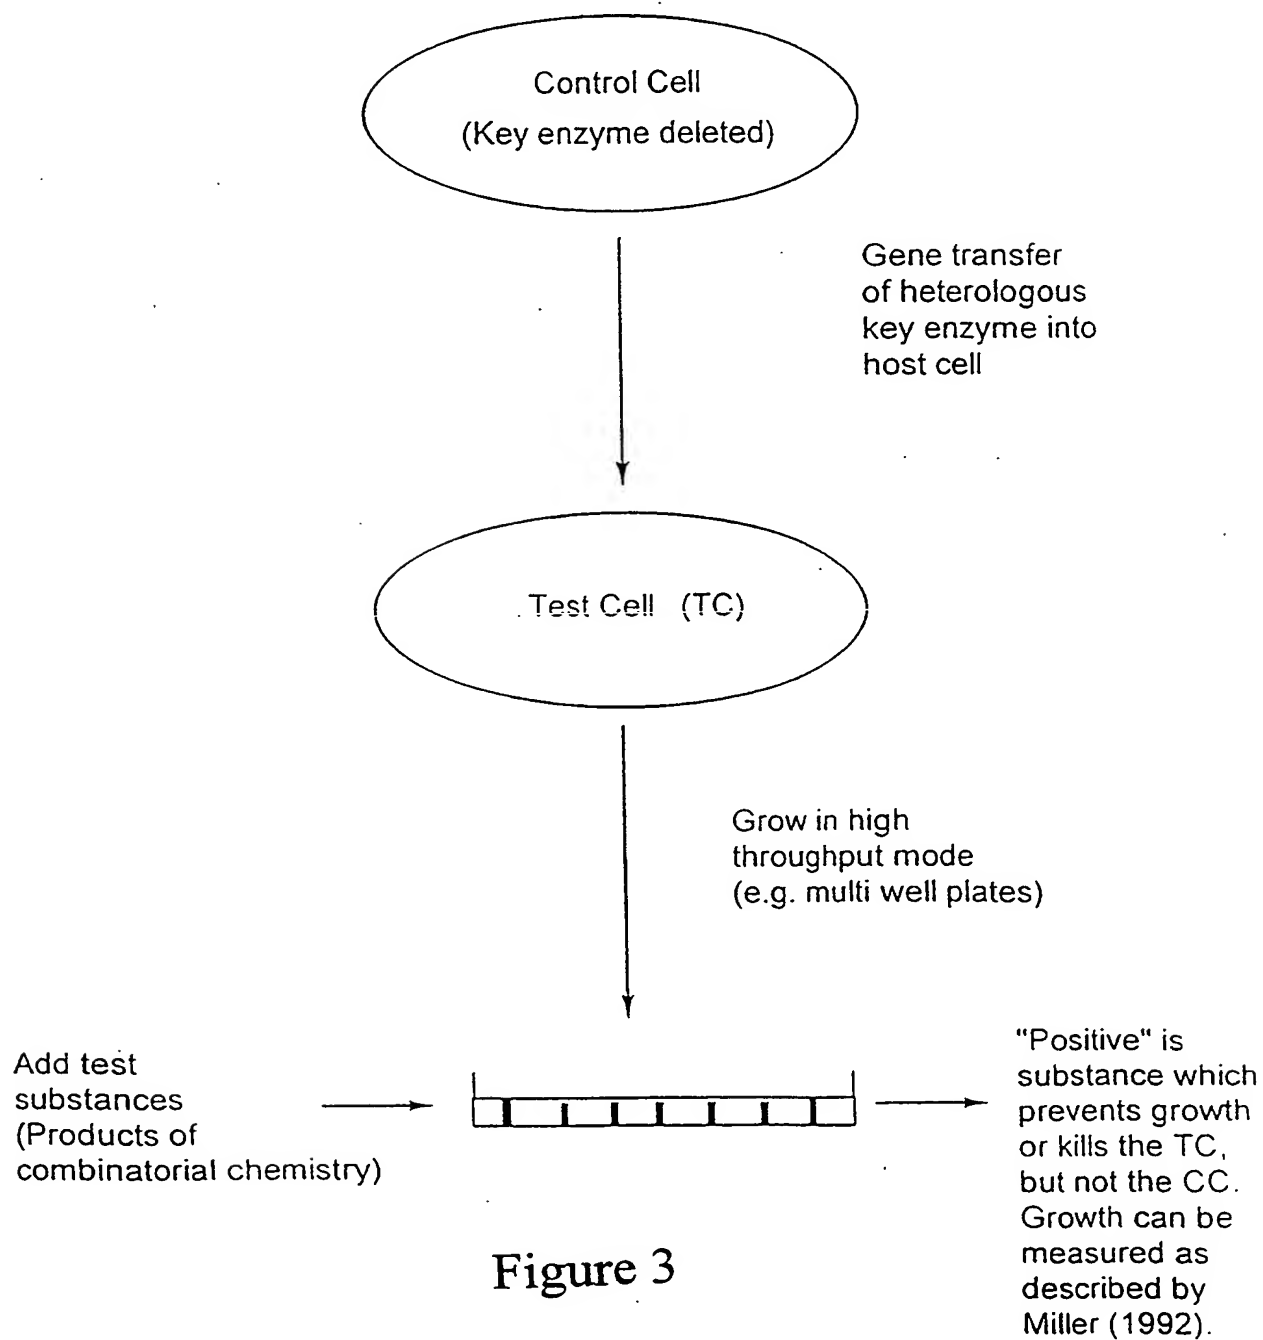 Control Cell
(Key enzyme deleted)
Gene transfer
of heterologous
key enzyme into
host cell
Test Cell (TC)
Grow in high
throughput mode
(e.g. multi well plates)
Add test
substances
(Products of
combinatorial chemistry)
"Positive" is
substance which
prevents growth
or kills the TC,
but not the CC.
Growth can be
measured as
described by
Miller (1992).
Figure 3